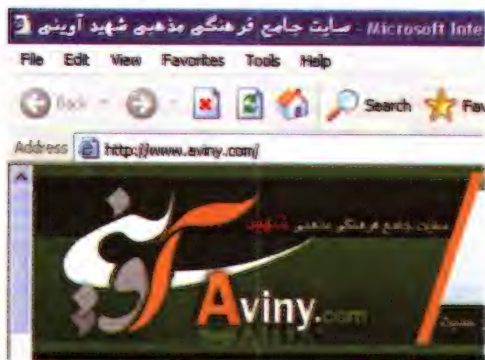 سایت جامع فرهنگی مذهبی شهید آوینی - Microsoft Inte
File Edit View Favorites Tools Help
Back Search Fav
Address http://www.aviny.com/
سایت جامع فرهنگی مذهبی شهید
آوینی
Aviny.com